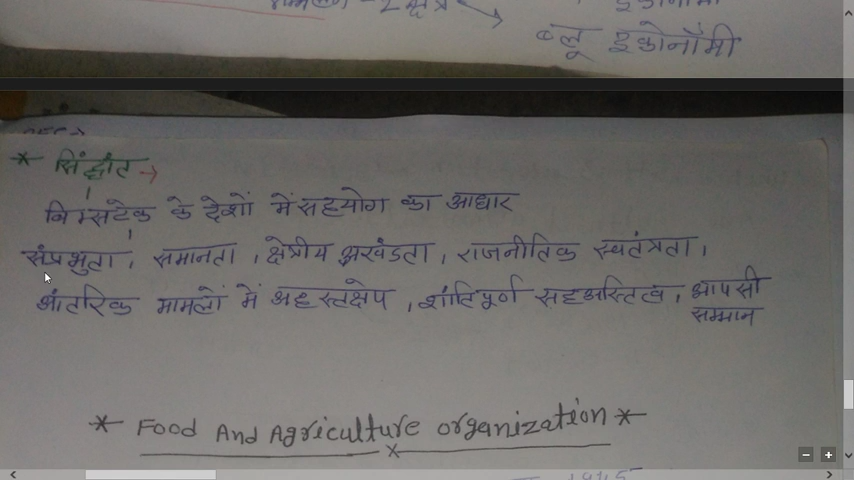 ब्लू इकोनॉमी
* सिंद्धांट →
बिम्सटेक के देशों में सहयोग का आधार
संप्रभुता, समानता, क्षेत्रीय अखंडता, राजनीतिक स्वतंत्रता,
आंतरिक मामलों में अहस्तक्षेप, शांतिपूर्ण सहअस्तित्व, आपसी
सम्मान
* Food And Agriculture Organization *